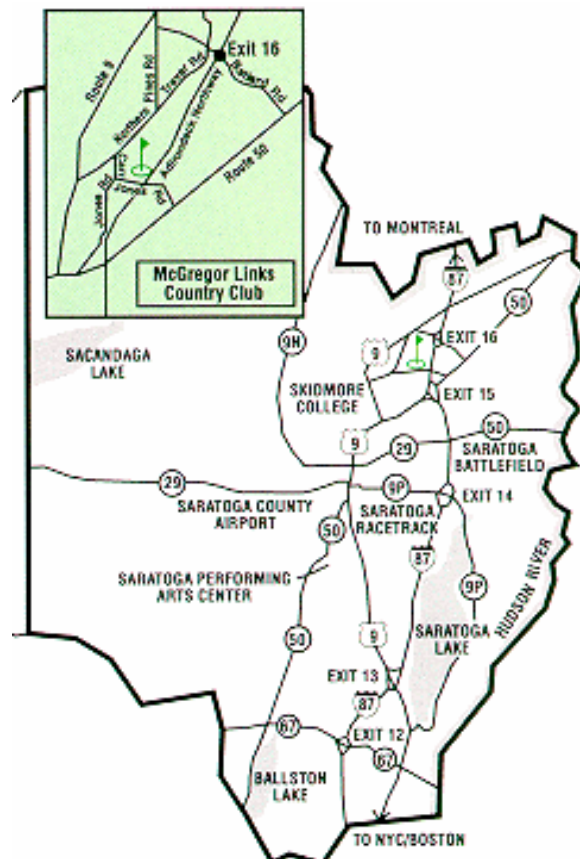 Exit 16
Route 9
Northern Pines Rd
Traver Rd
Ballard Rd
Adirondack Northway
Route 50
Carr Rd
Jones Rd
McGregor Links
Country Club
TO MONTREAL
87
50
9N
9
EXIT 16
SACANDAGA
LAKE
SKIDMORE
COLLEGE
EXIT 15
9
29
50
SARATOGA
BATTLEFIELD
29
9P
EXIT 14
SARATOGA COUNTY
AIRPORT
SARATOGA
RACETRACK
50
87
SARATOGA PERFORMING
ARTS CENTER
9P
HUDSON RIVER
50
9
SARATOGA
LAKE
EXIT 13
87
67
EXIT 12
67
BALLSTON
LAKE
TO NYC/BOSTON